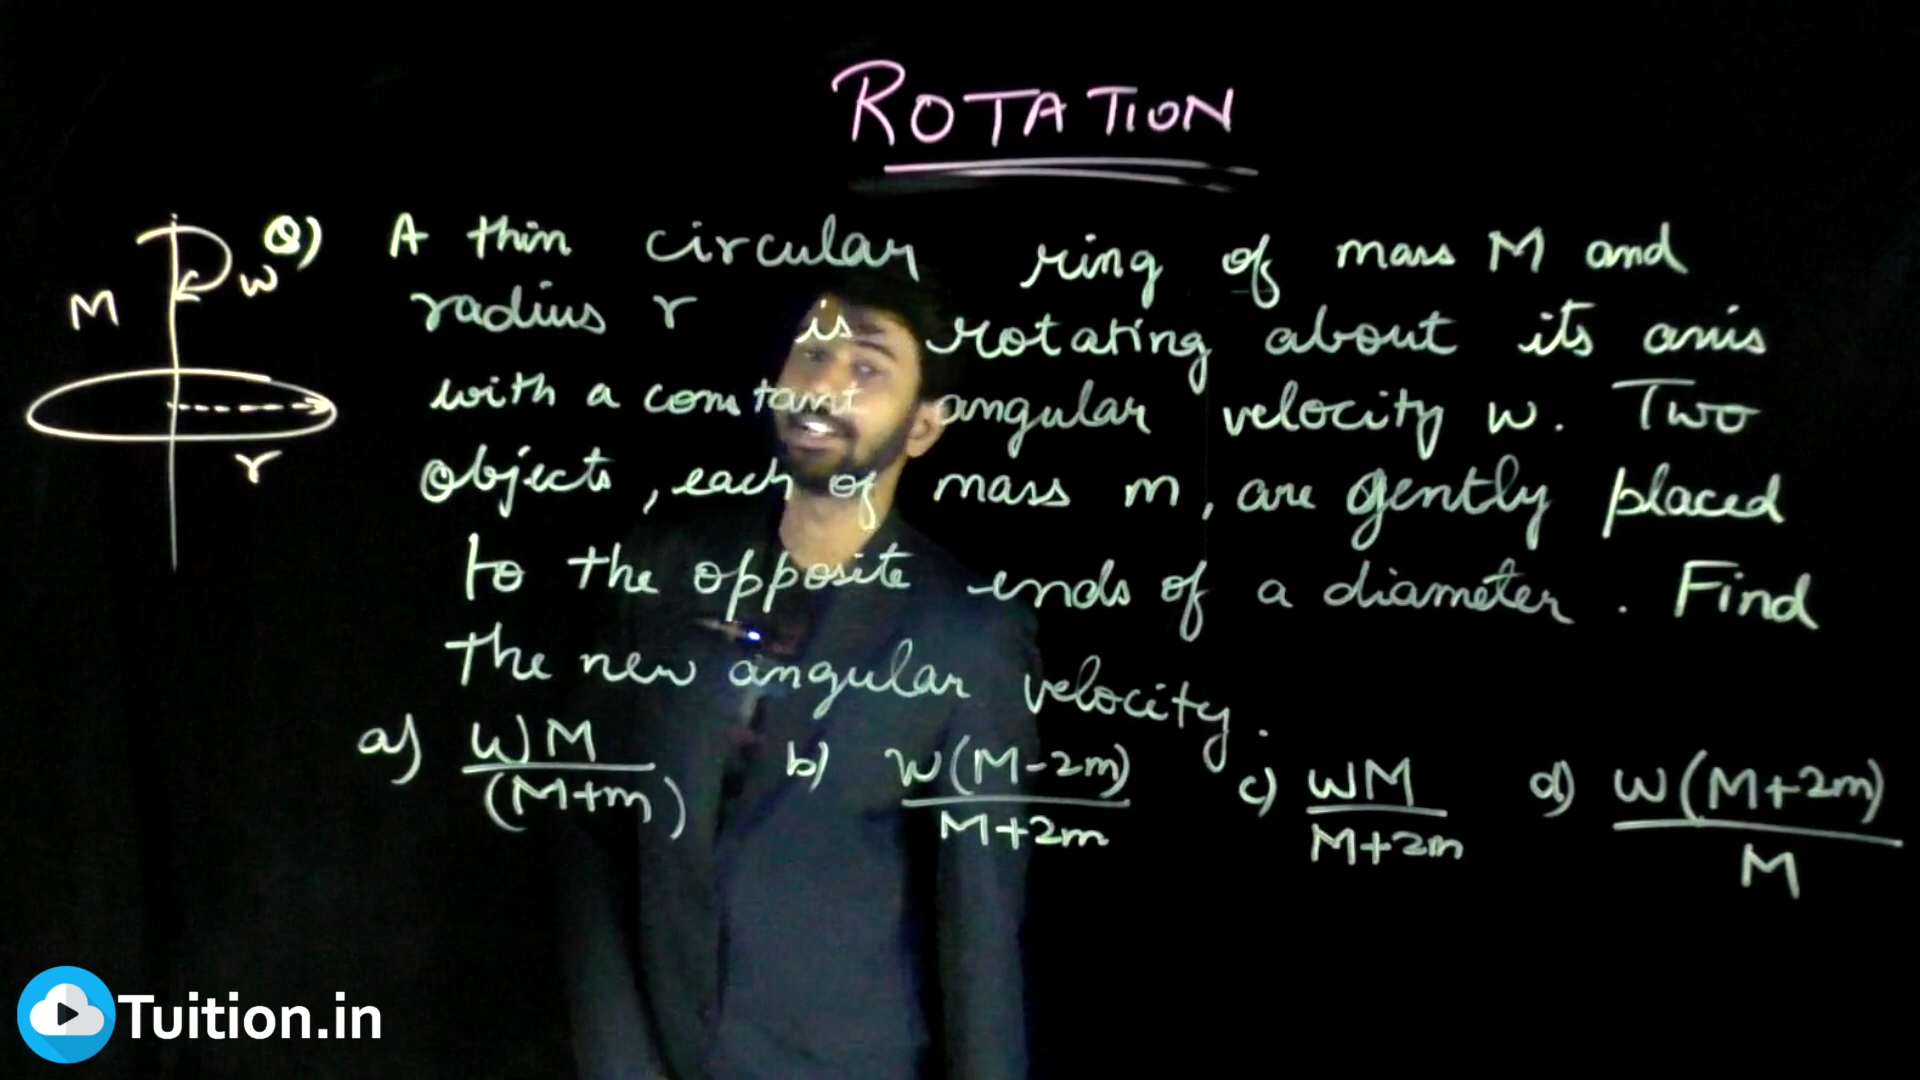 ROTATION
Q) A thin circular ring of mass M and
radius r is rotating about its axis
with a constant angular velocity w. Two
objects, each of mass m, are gently placed
to the opposite ends of a diameter. Find
the new angular velocity.
a) wM/(M+m) b) w(M-2m)/M+2m c) wM/M+2m d) w(M+2m)/M
w
M
r
Tuition.in